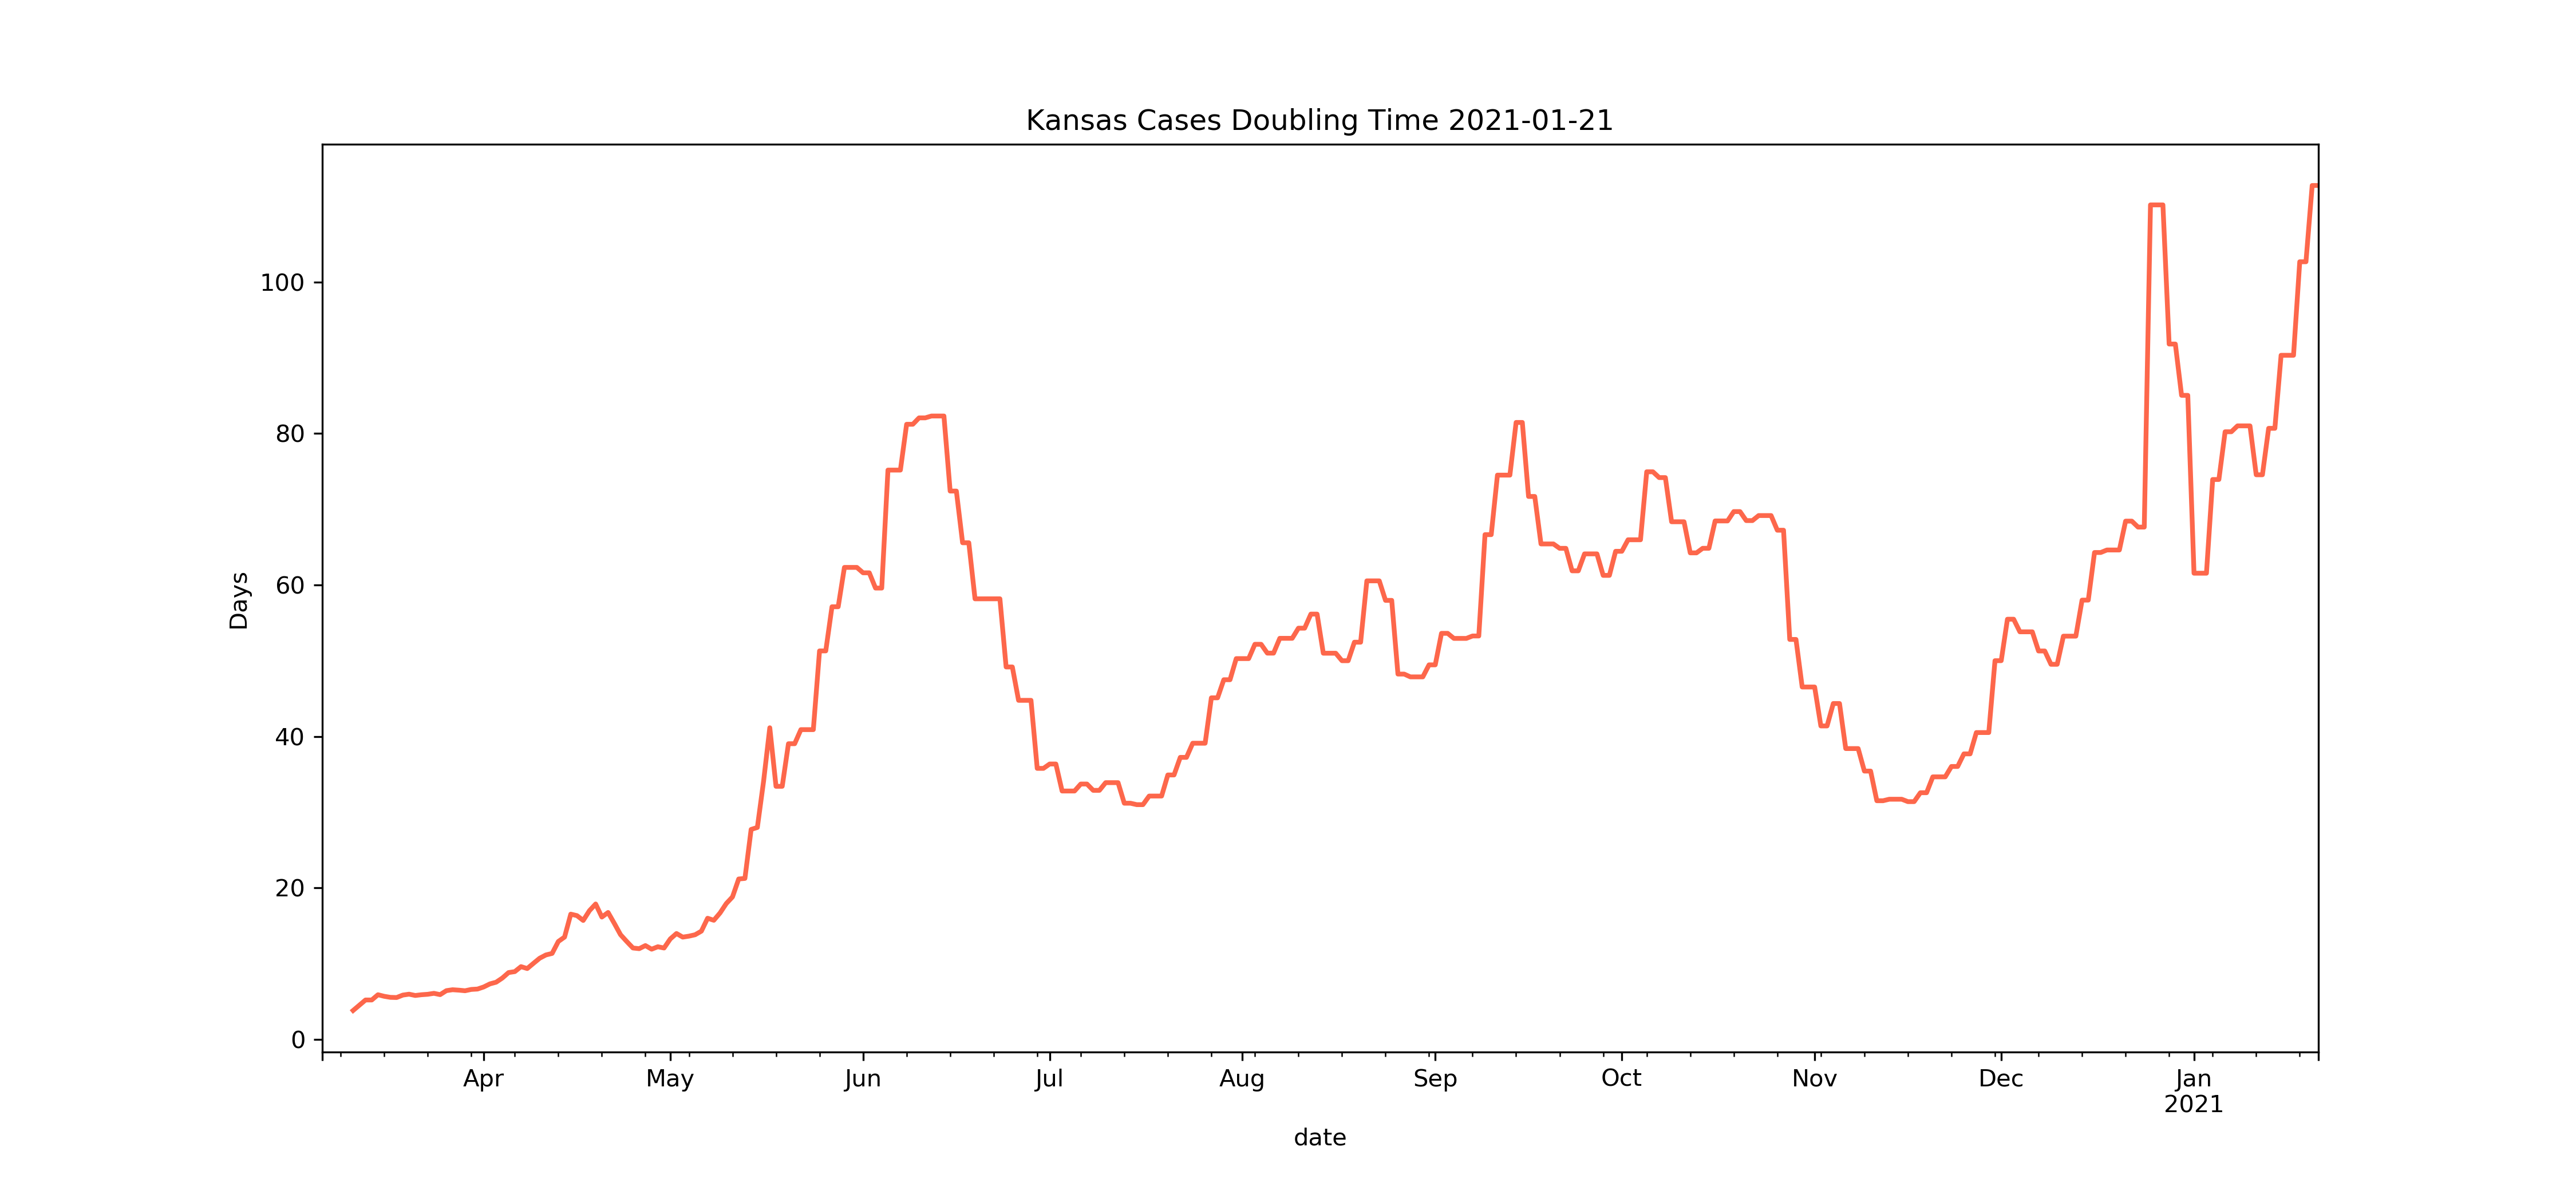 Kansas Cases Doubling Time 2021-01-21
Days
100
80
60
40
20
0
Apr May Jun Jul Aug Sep Oct Nov Dec Jan
2021
date